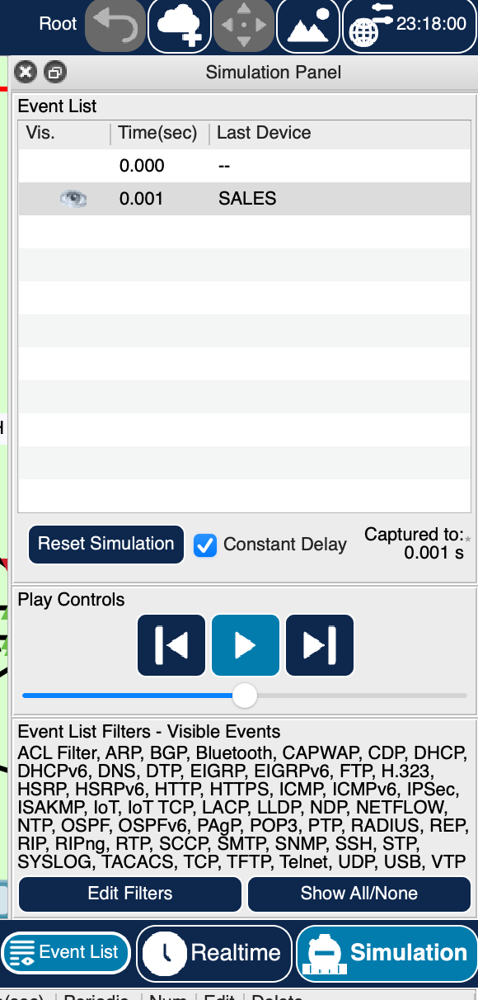 Root
23:18:00
Simulation Panel
Event List
Vis. Time(sec) Last Device
0.000 --
0.001 SALES
Reset Simulation
Constant Delay
Captured to:*
0.001 s
Play Controls
Event List Filters - Visible Events
ACL Filter, ARP, BGP, Bluetooth, CAPWAP, CDP, DHCP,
DHCPv6, DNS, DTP, EIGRP, EIGRPv6, FTP, H.323,
HSRP, HSRPv6, HTTP, HTTPS, ICMP, ICMPv6, IPSec,
ISAKMP, IoT, IoT TCP, LACP, LLDP, NDP, NETFLOW,
NTP, OSPF, OSPFv6, PAgP, POP3, PTP, RADIUS, REP,
RIP, RIPng, RTP, SCCP, SMTP, SNMP, SSH, STP,
SYSLOG, TACACS, TCP, TFTP, Telnet, UDP, USB, VTP
Edit Filters
Show All/None
Event List
Realtime
Simulation
Periodic Num Edit Delete